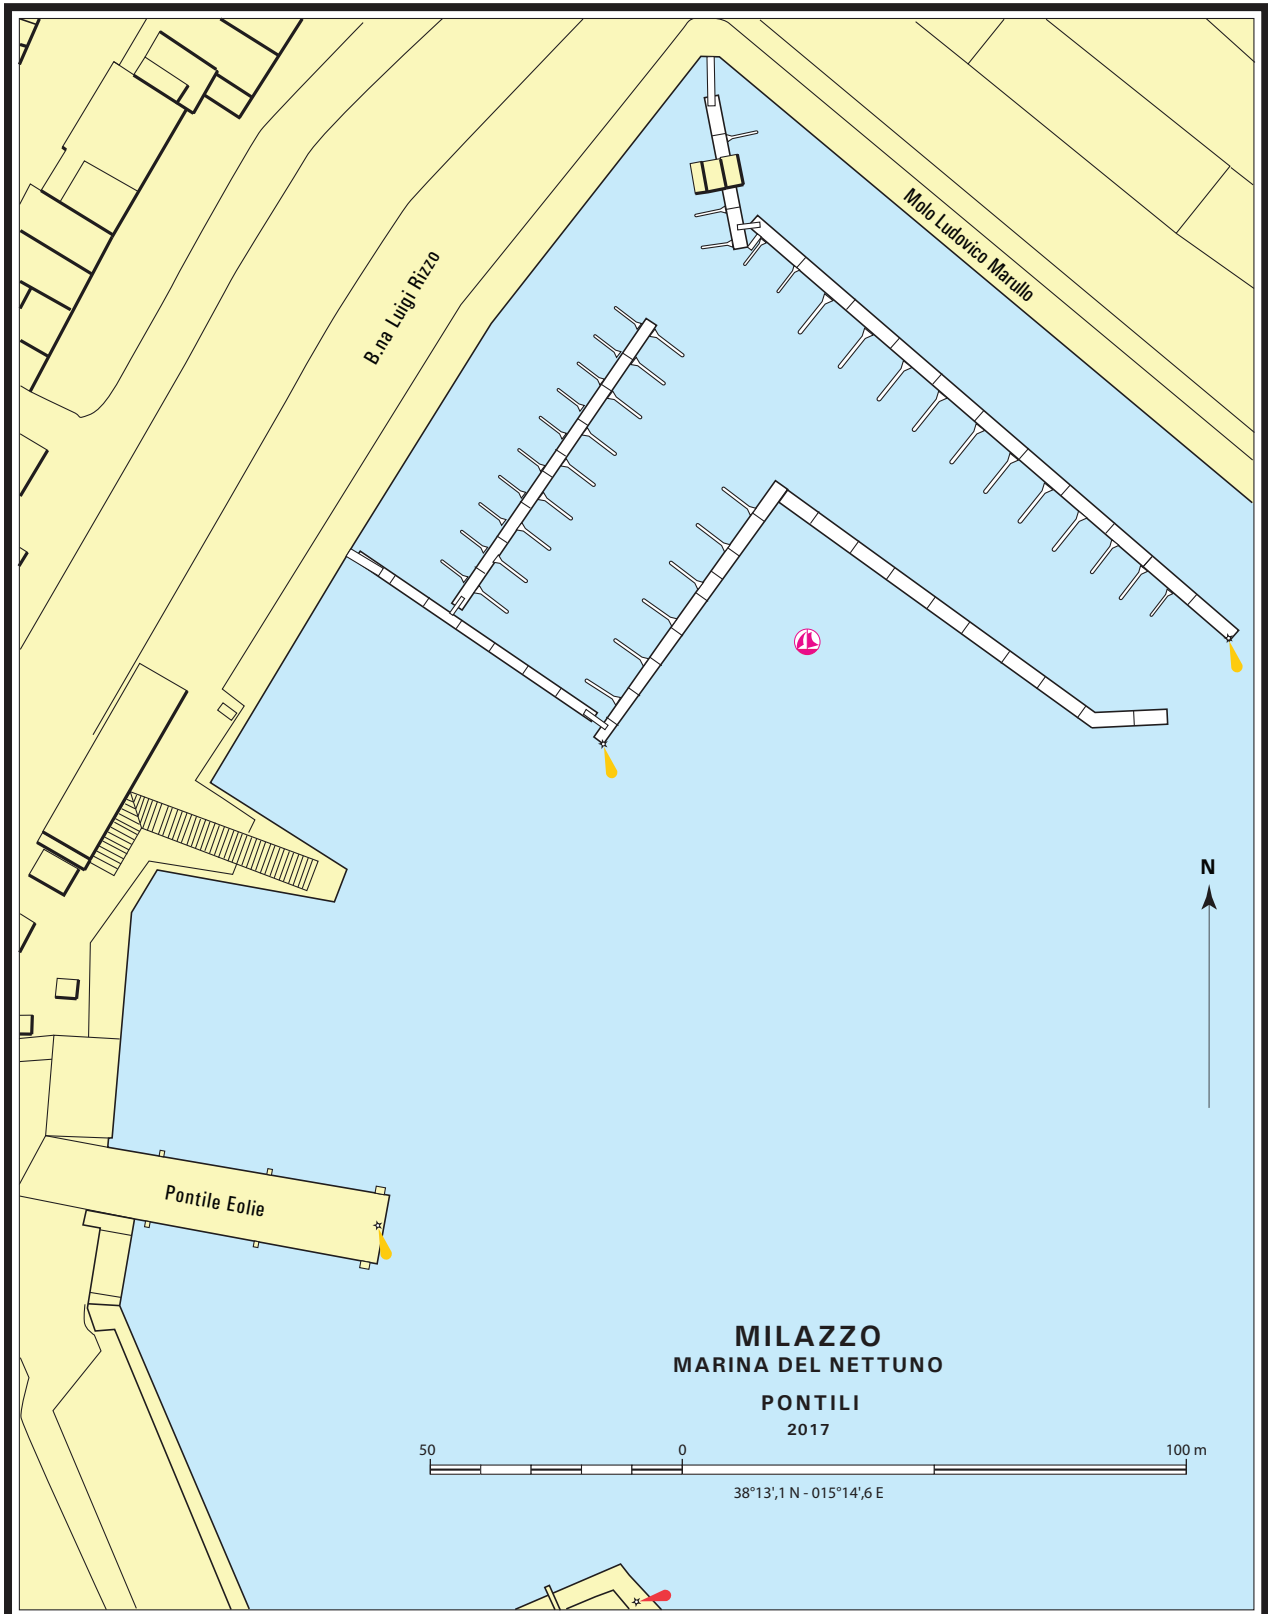 Molo Ludovico Marullo
B.na Luigi Rizzo
N
Pontile Eolie
MILAZZO
MARINA DEL NETTUNO
PONTILI
2017
50 0 100 m
38°13',1 N - 015°14',6 E